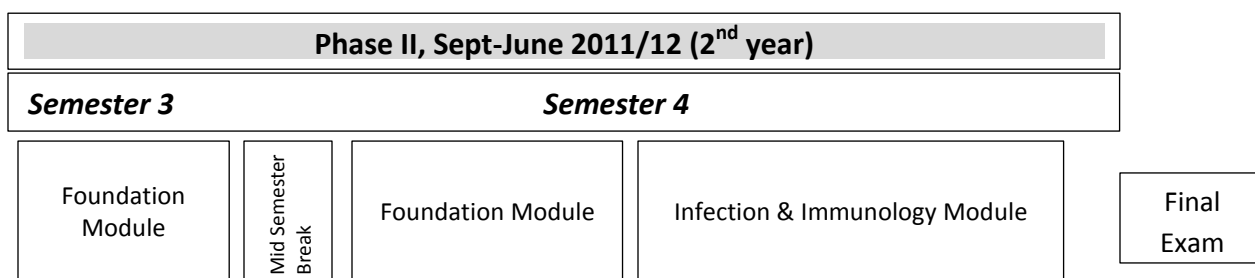 Phase II, Sept-June 2011/12 (2nd year)
Semester 3 Semester 4
Foundation
Module
Mid Semester
Break
Foundation Module
Infection & Immunology Module
Final
Exam